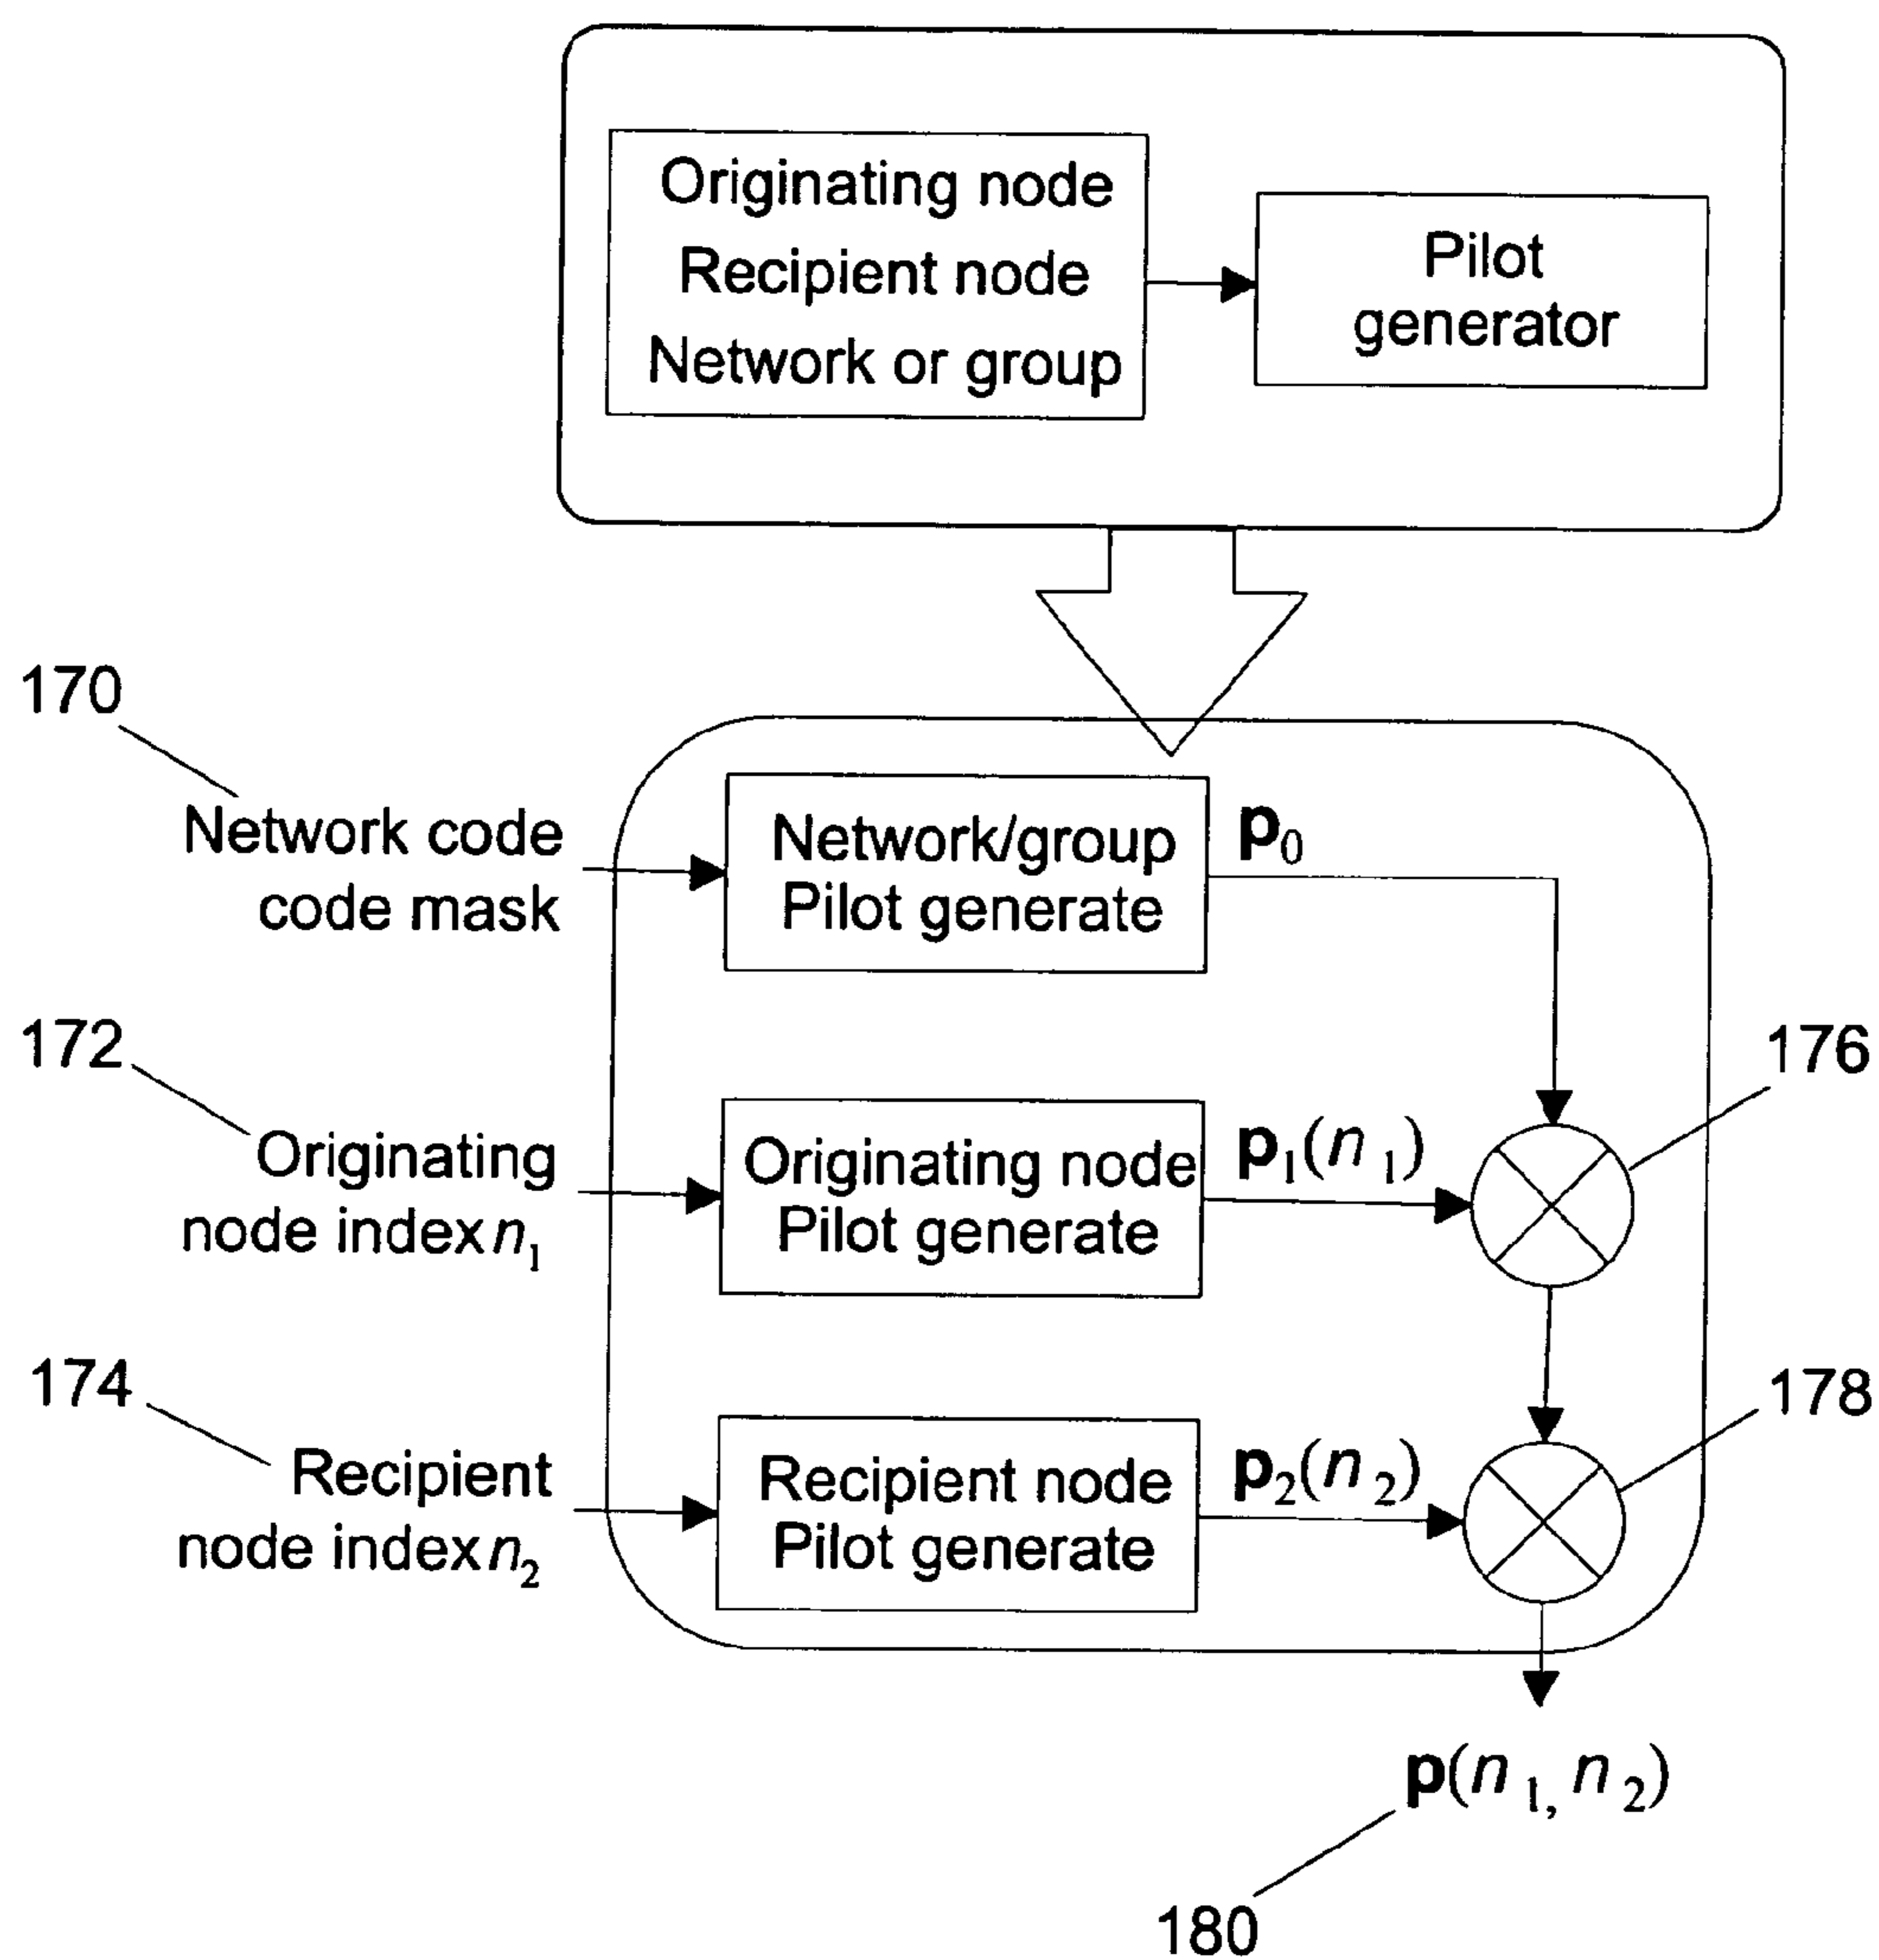 Originating node
Recipient node
Network or group
Pilot
generator
170
Network code
code mask
Network/group
Pilot generate
p₀
172
Originating
node index n₁
Originating node
Pilot generate
p₁(n₁)
176
174
Recipient
node index n₂
Recipient node
Pilot generate
p₂(n₂)
178
p(n₁, n₂)
180